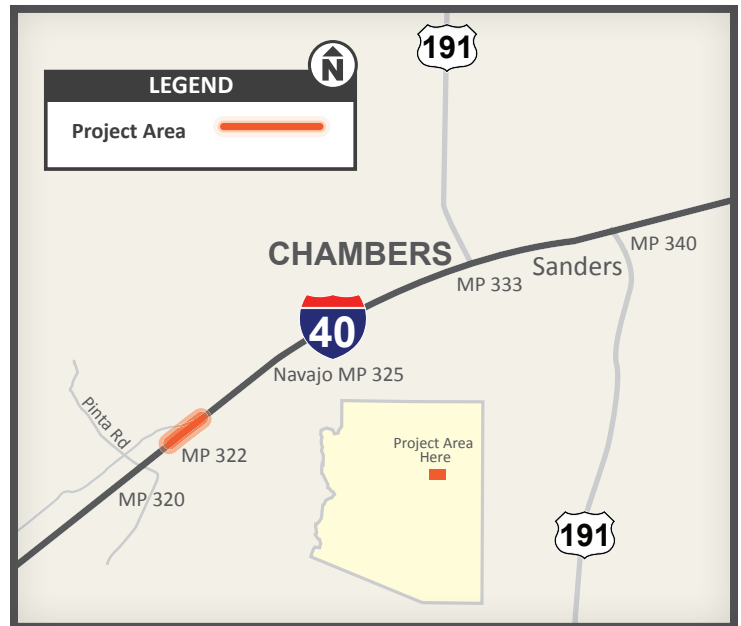 191
N
LEGEND
Project Area
CHAMBERS
MP 333
Sanders
MP 340
40
Navajo MP 325
Pinta Rd
MP 322
MP 320
Project Area
Here
191